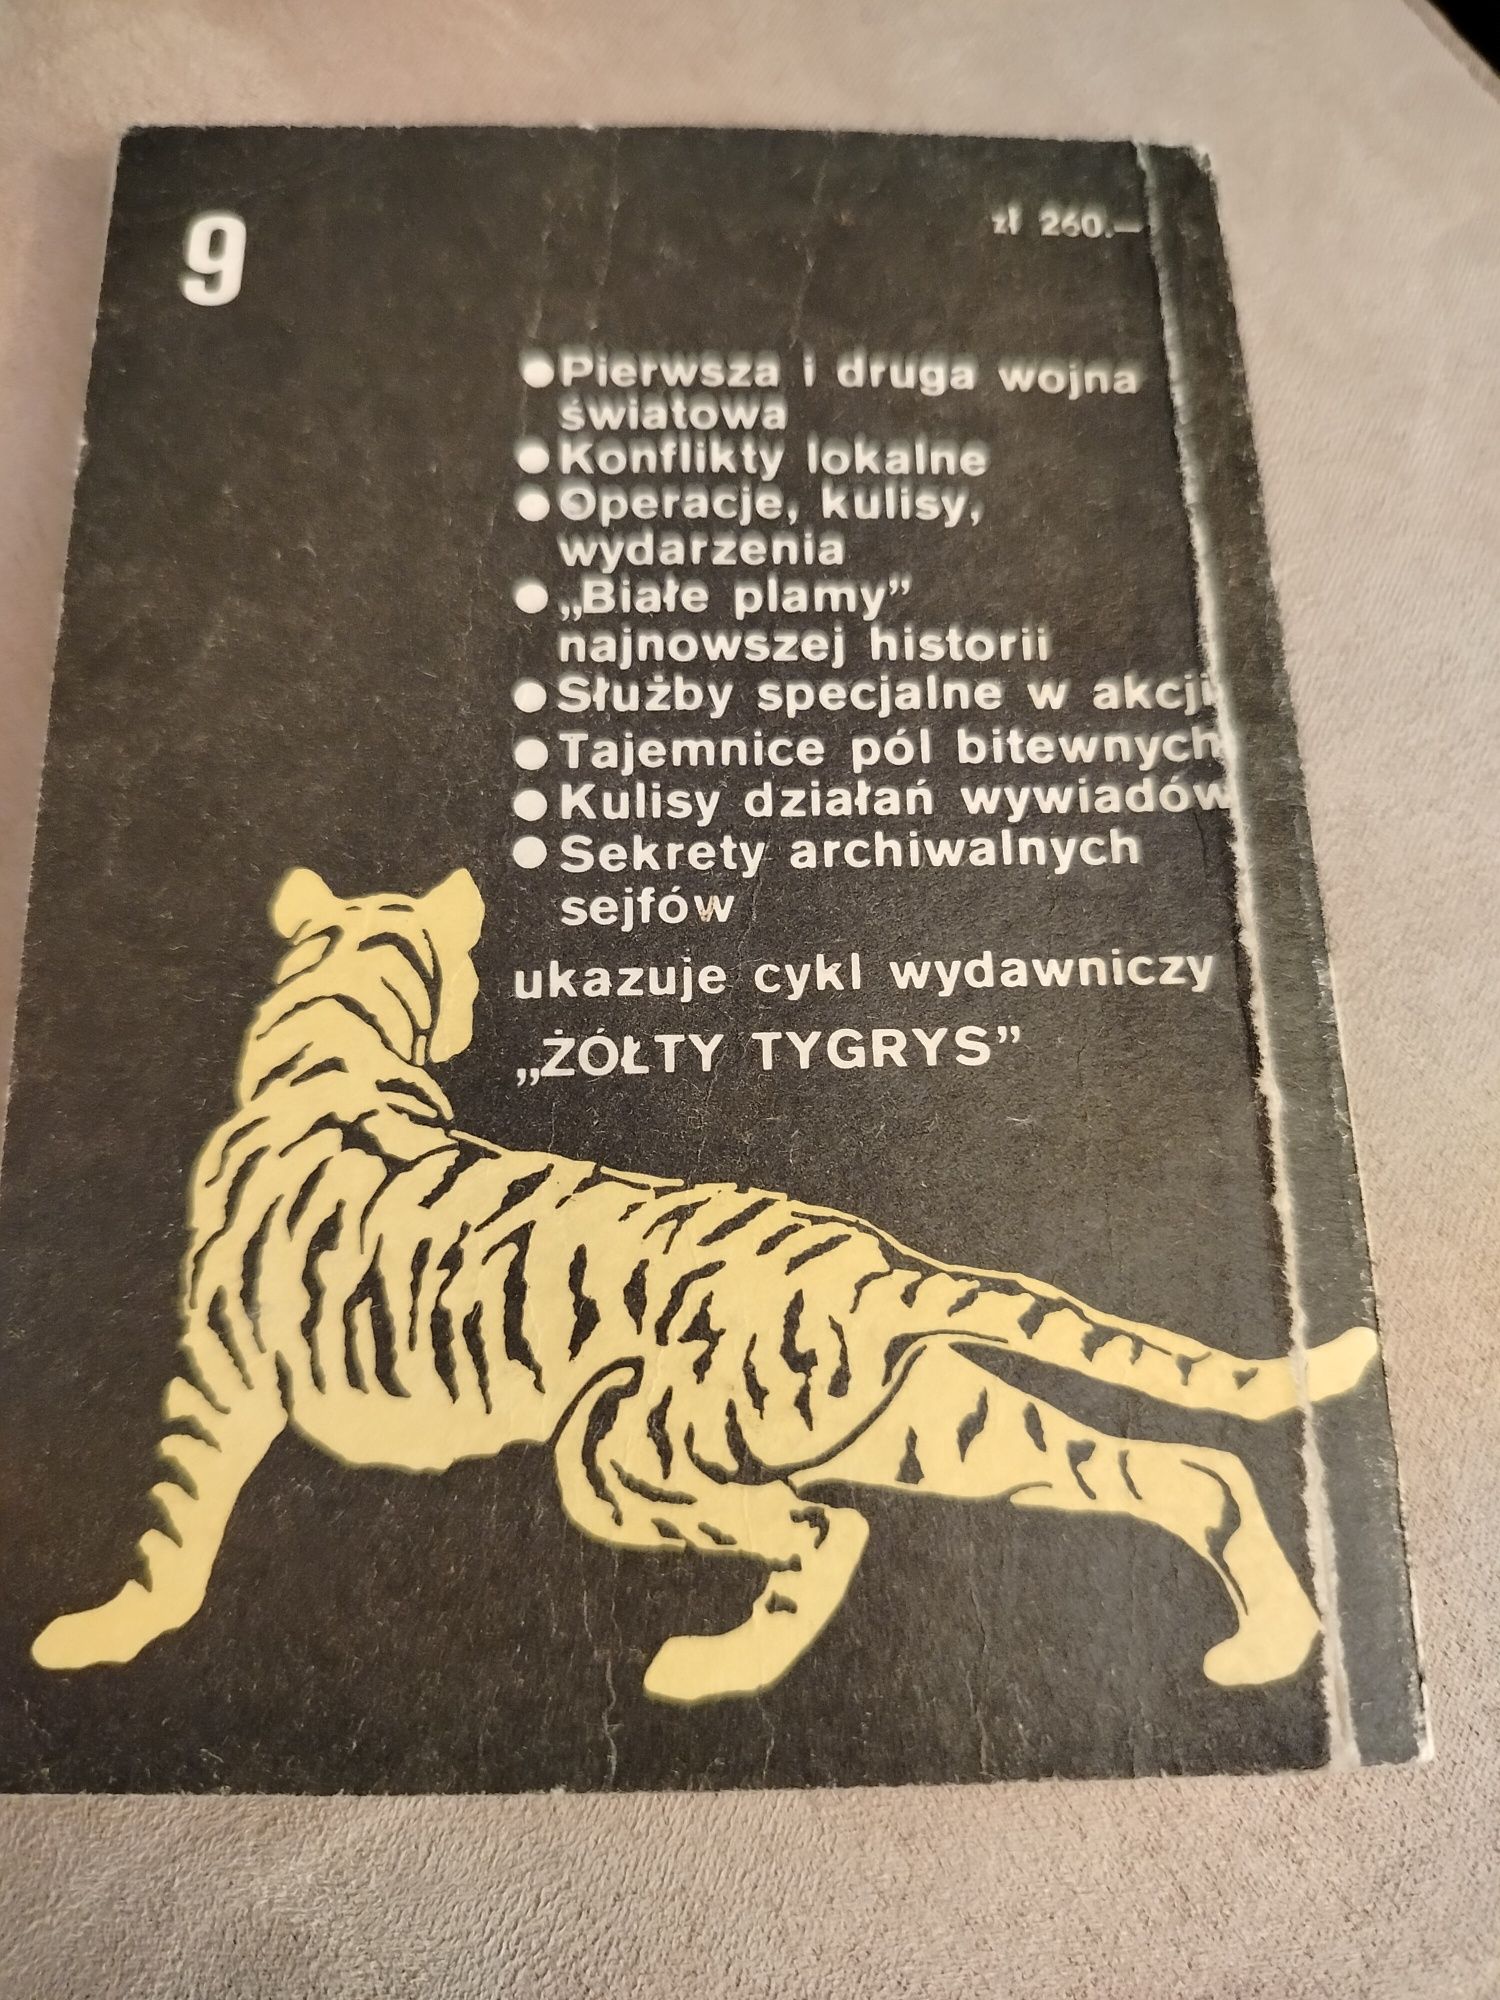 9
zł 260.—
● Pierwsza i druga wojna
światowa
● Konflikty lokalne
● Operacje, kulisy,
wydarzenia
● „Białe plamy”
najnowszej historii
● Służby specjalne w akcji
● Tajemnice pól bitewnych
● Kulisy działań wywiadów
● Sekrety archiwalnych
sejfów
ukazuje cykl wydawniczy
„ŻÓŁTY TYGRYS”